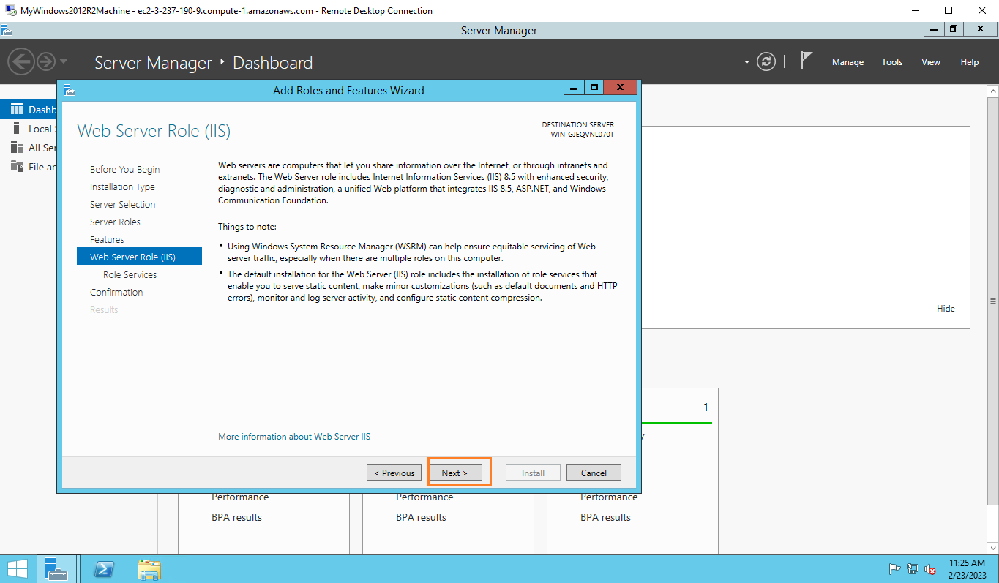 MyWindows2012R2Machine - ec2-3-237-190-9.compute-1.amazonaws.com - Remote Desktop Connection
Server Manager
Server Manager ‣ Dashboard
Manage Tools View Help
Add Roles and Features Wizard
Dashb
Local S
All Ser
File an
Web Server Role (IIS)
DESTINATION SERVER
WIN-GJEQVNL070T
Before You Begin
Installation Type
Server Selection
Server Roles
Features
Web Server Role (IIS)
Role Services
Confirmation
Results
Web servers are computers that let you share information over the Internet, or through intranets and
extranets. The Web Server role includes Internet Information Services (IIS) 8.5 with enhanced security,
diagnostic and administration, a unified Web platform that integrates IIS 8.5, ASP.NET, and Windows
Communication Foundation.
Things to note:
• Using Windows System Resource Manager (WSRM) can help ensure equitable servicing of Web
server traffic, especially when there are multiple roles on this computer.
• The default installation for the Web Server (IIS) role includes the installation of role services that
enable you to serve static content, make minor customizations (such as default documents and HTTP
errors), monitor and log server activity, and configure static content compression.
More information about Web Server IIS
< Previous Next > Install Cancel
Hide
1
Performance Performance Performance
BPA results BPA results BPA results
11:25 AM
2/23/2023